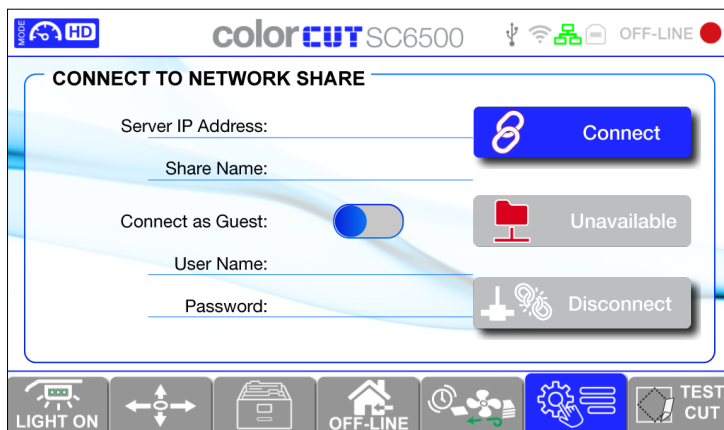 MODE HD colorCUT SC6500 OFF-LINE
CONNECT TO NETWORK SHARE
Server IP Address:
Connect
Share Name:
Connect as Guest:
Unavailable
User Name:
Password:
Disconnect
LIGHT ON
OFF-LINE
TEST
CUT